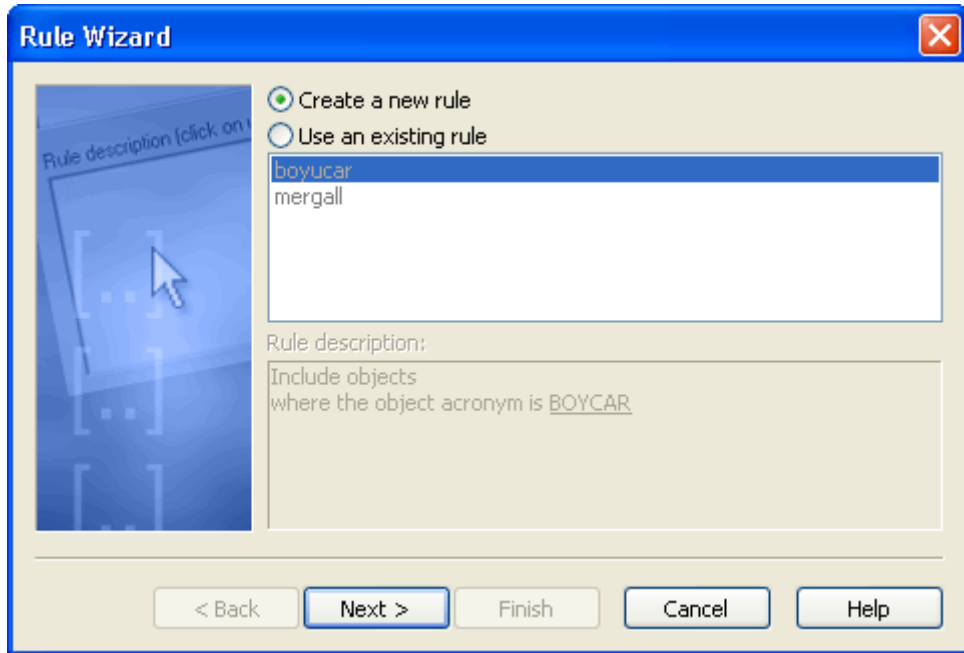 Rule Wizard
Rule description (click on
[..]
[..]
[..]
Create a new rule
Use an existing rule
boyucar
mergall
Rule description:
Include objects
where the object acronym is BOYCAR
< Back
Next >
Finish
Cancel
Help